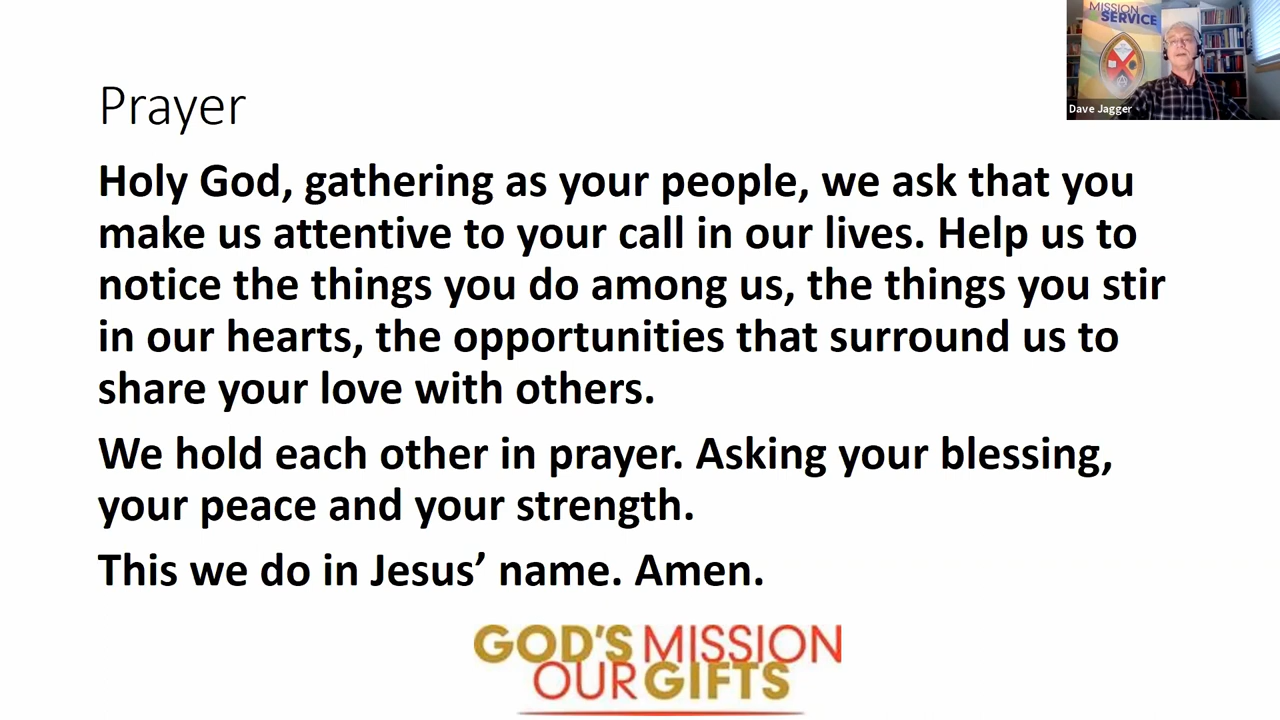 MISSION
SERVICE
Dave Jagger
Prayer
Holy God, gathering as your people, we ask that you
make us attentive to your call in our lives. Help us to
notice the things you do among us, the things you stir
in our hearts, the opportunities that surround us to
share your love with others.
We hold each other in prayer. Asking your blessing,
your peace and your strength.
This we do in Jesus’ name. Amen.
GOD'S MISSION
OUR GIFTS